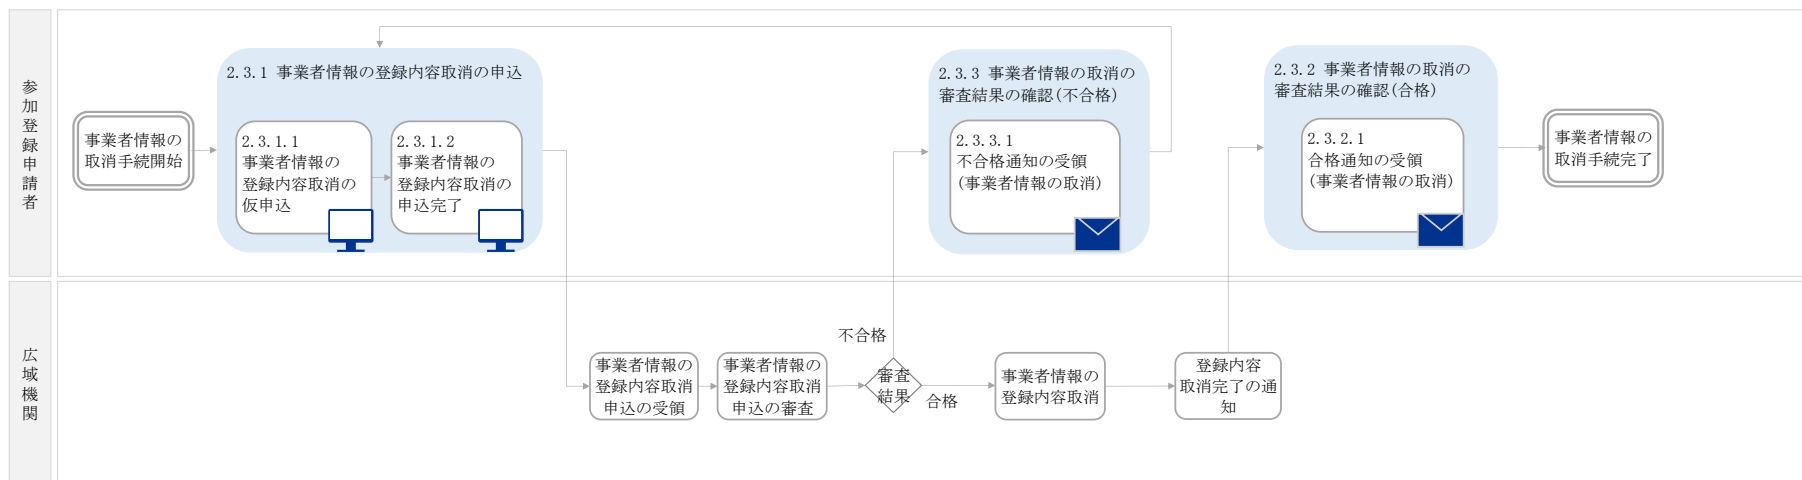 参加登録申請者
事業者情報の
取消手続開始
2.3.1 事業者情報の登録内容取消の申込
2.3.1.1
事業者情報の
登録内容取消の
仮申込
2.3.1.2
事業者情報の
登録内容取消の
申込完了
2.3.3 事業者情報の取消の
審査結果の確認(不合格)
2.3.3.1
不合格通知の受領
(事業者情報の取消)
2.3.2 事業者情報の取消の
審査結果の確認(合格)
2.3.2.1
合格通知の受領
(事業者情報の取消)
事業者情報の
取消手続完了
広域機関
事業者情報の
登録内容取消
申込の受領
事業者情報の
登録内容取消
申込の審査
不合格
審査
結果
合格
事業者情報の
登録内容取消
登録内容
取消完了の通
知